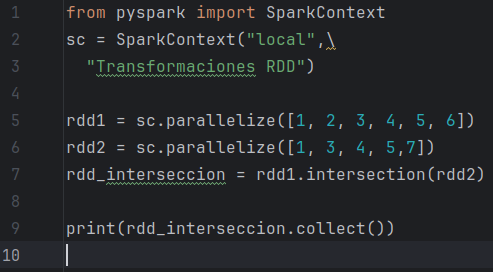 1 from pyspark import SparkContext
2 sc = SparkContext("local",\
3   "Transformaciones RDD")
4
5 rdd1 = sc.parallelize([1, 2, 3, 4, 5, 6])
6 rdd2 = sc.parallelize([1, 3, 4, 5,7])
7 rdd_interseccion = rdd1.intersection(rdd2)
8
9 print(rdd_interseccion.collect())
10